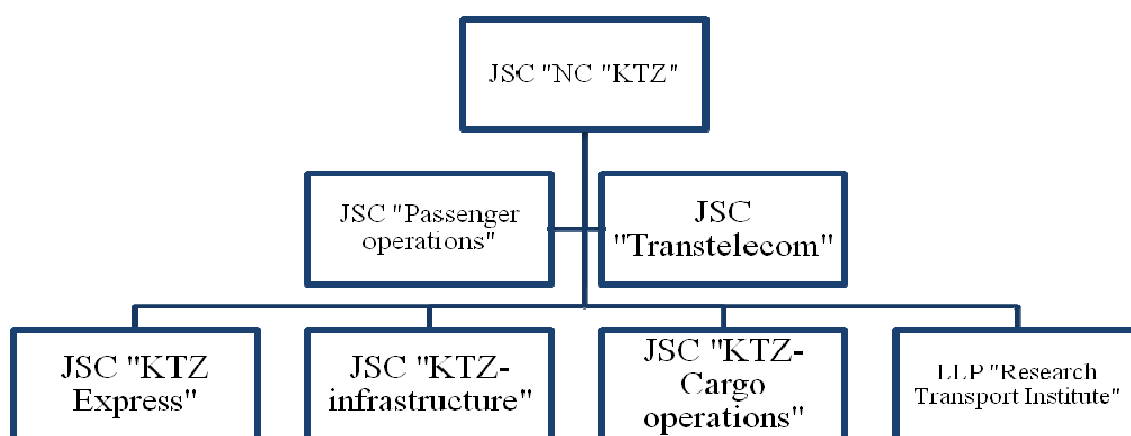 JSC "NC "KTZ"
JSC "Passenger
operations"
JSC
"Transtelecom"
JSC "KTZ
Express"
JSC "KTZ-
infrastructure"
JSC "KTZ-
Cargo
operations"
LLP "Research
Transport Institute"